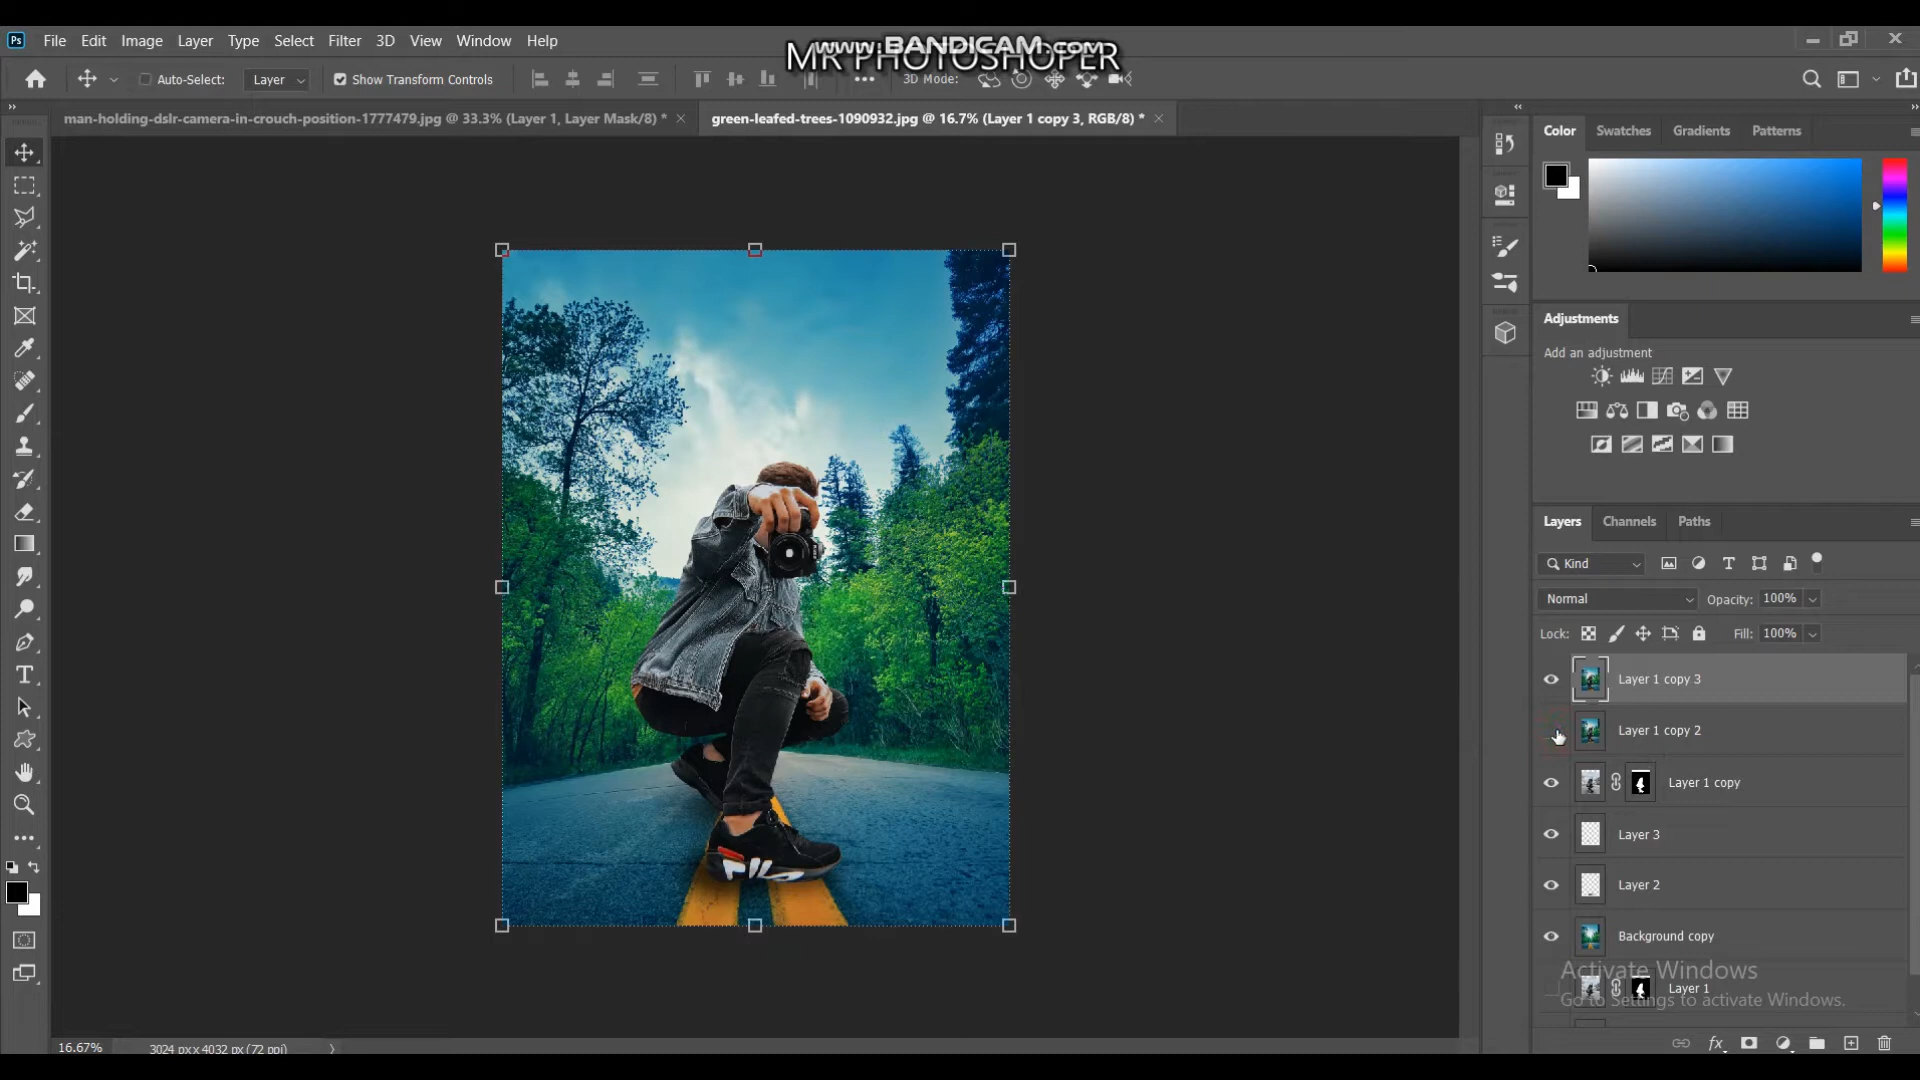 Ps File Edit Image Layer Type Select Filter 3D View Window Help
www.BANDICAM.com
MR PHOTOSHOPER
Auto-Select: Layer Show Transform Controls 3D Mode:
man-holding-dslr-camera-in-crouch-position-1777479.jpg @ 33.3% (Layer 1, Layer Mask/8) *
green-leafed-trees-1090932.jpg @ 16.7% (Layer 1 copy 3, RGB/8) *
Color Swatches Gradients Patterns
Adjustments
Add an adjustment
Layers Channels Paths
Kind
Normal Opacity: 100%
Lock: Fill: 100%
Layer 1 copy 3
Layer 1 copy 2
Layer 1 copy
Layer 3
Layer 2
Background copy
Activate Windows
Layer 1
Go to Settings to activate Windows.
fx
16.67% 3024 px x 4032 px (72 ppi)